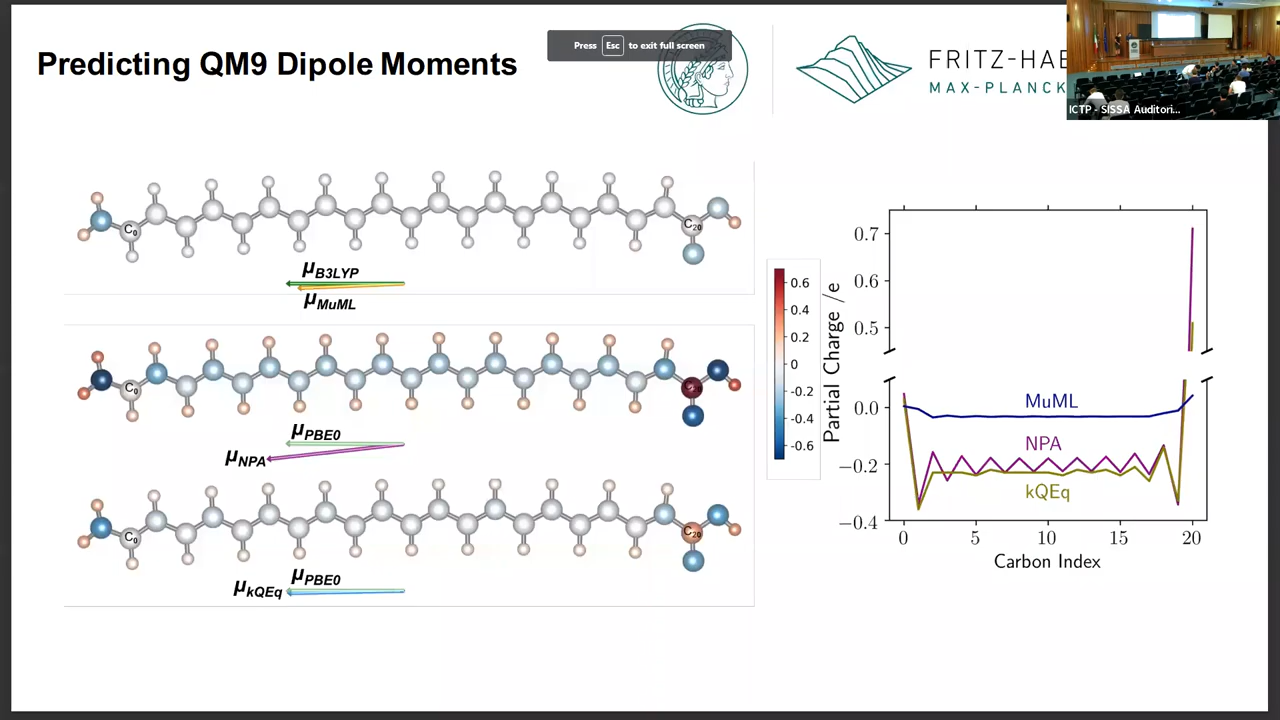 Predicting QM9 Dipole Moments
Press Esc to exit full screen
FRITZ-HAB
MAX-PLANCK
ICTP - SISSA Auditori...
C0
C20
μB3LYP
μMuML
C0
μPBE0
μNPA
C0
C20
μPBE0
μkQEq
0.6
0.4
0.2
0
-0.2
-0.4
-0.6
Partial Charge /e
0.7
0.6
0.5
0.0
−0.2
−0.4
MuML
NPA
kQEq
0 5 10 15 20
Carbon Index